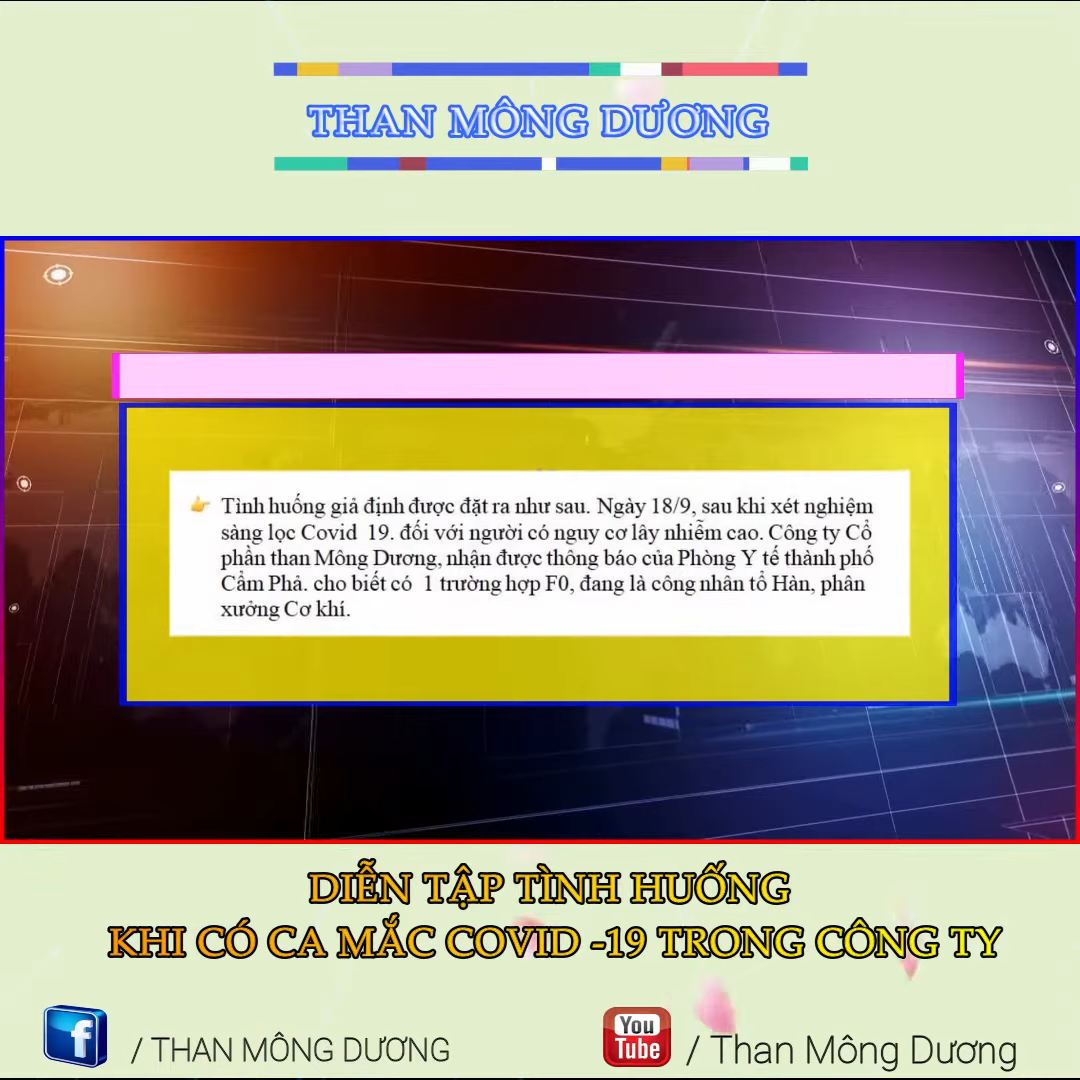 THAN MÔNG DƯƠNG
👉 Tình huống giả định được đặt ra như sau. Ngày 18/9, sau khi xét nghiệm
sàng lọc Covid 19. đối với người có nguy cơ lây nhiễm cao. Công ty Cổ
phần than Mông Dương, nhận được thông báo của Phòng Y tế thành phố
Cẩm Phả. cho biết có 1 trường hợp F0, đang là công nhân tổ Hàn, phân
xưởng Cơ khí.
DIỄN TẬP TÌNH HUỐNG
KHI CÓ CA MẮC COVID -19 TRONG CÔNG TY
f / THAN MÔNG DƯƠNG
You Tube / Than Mông Dương